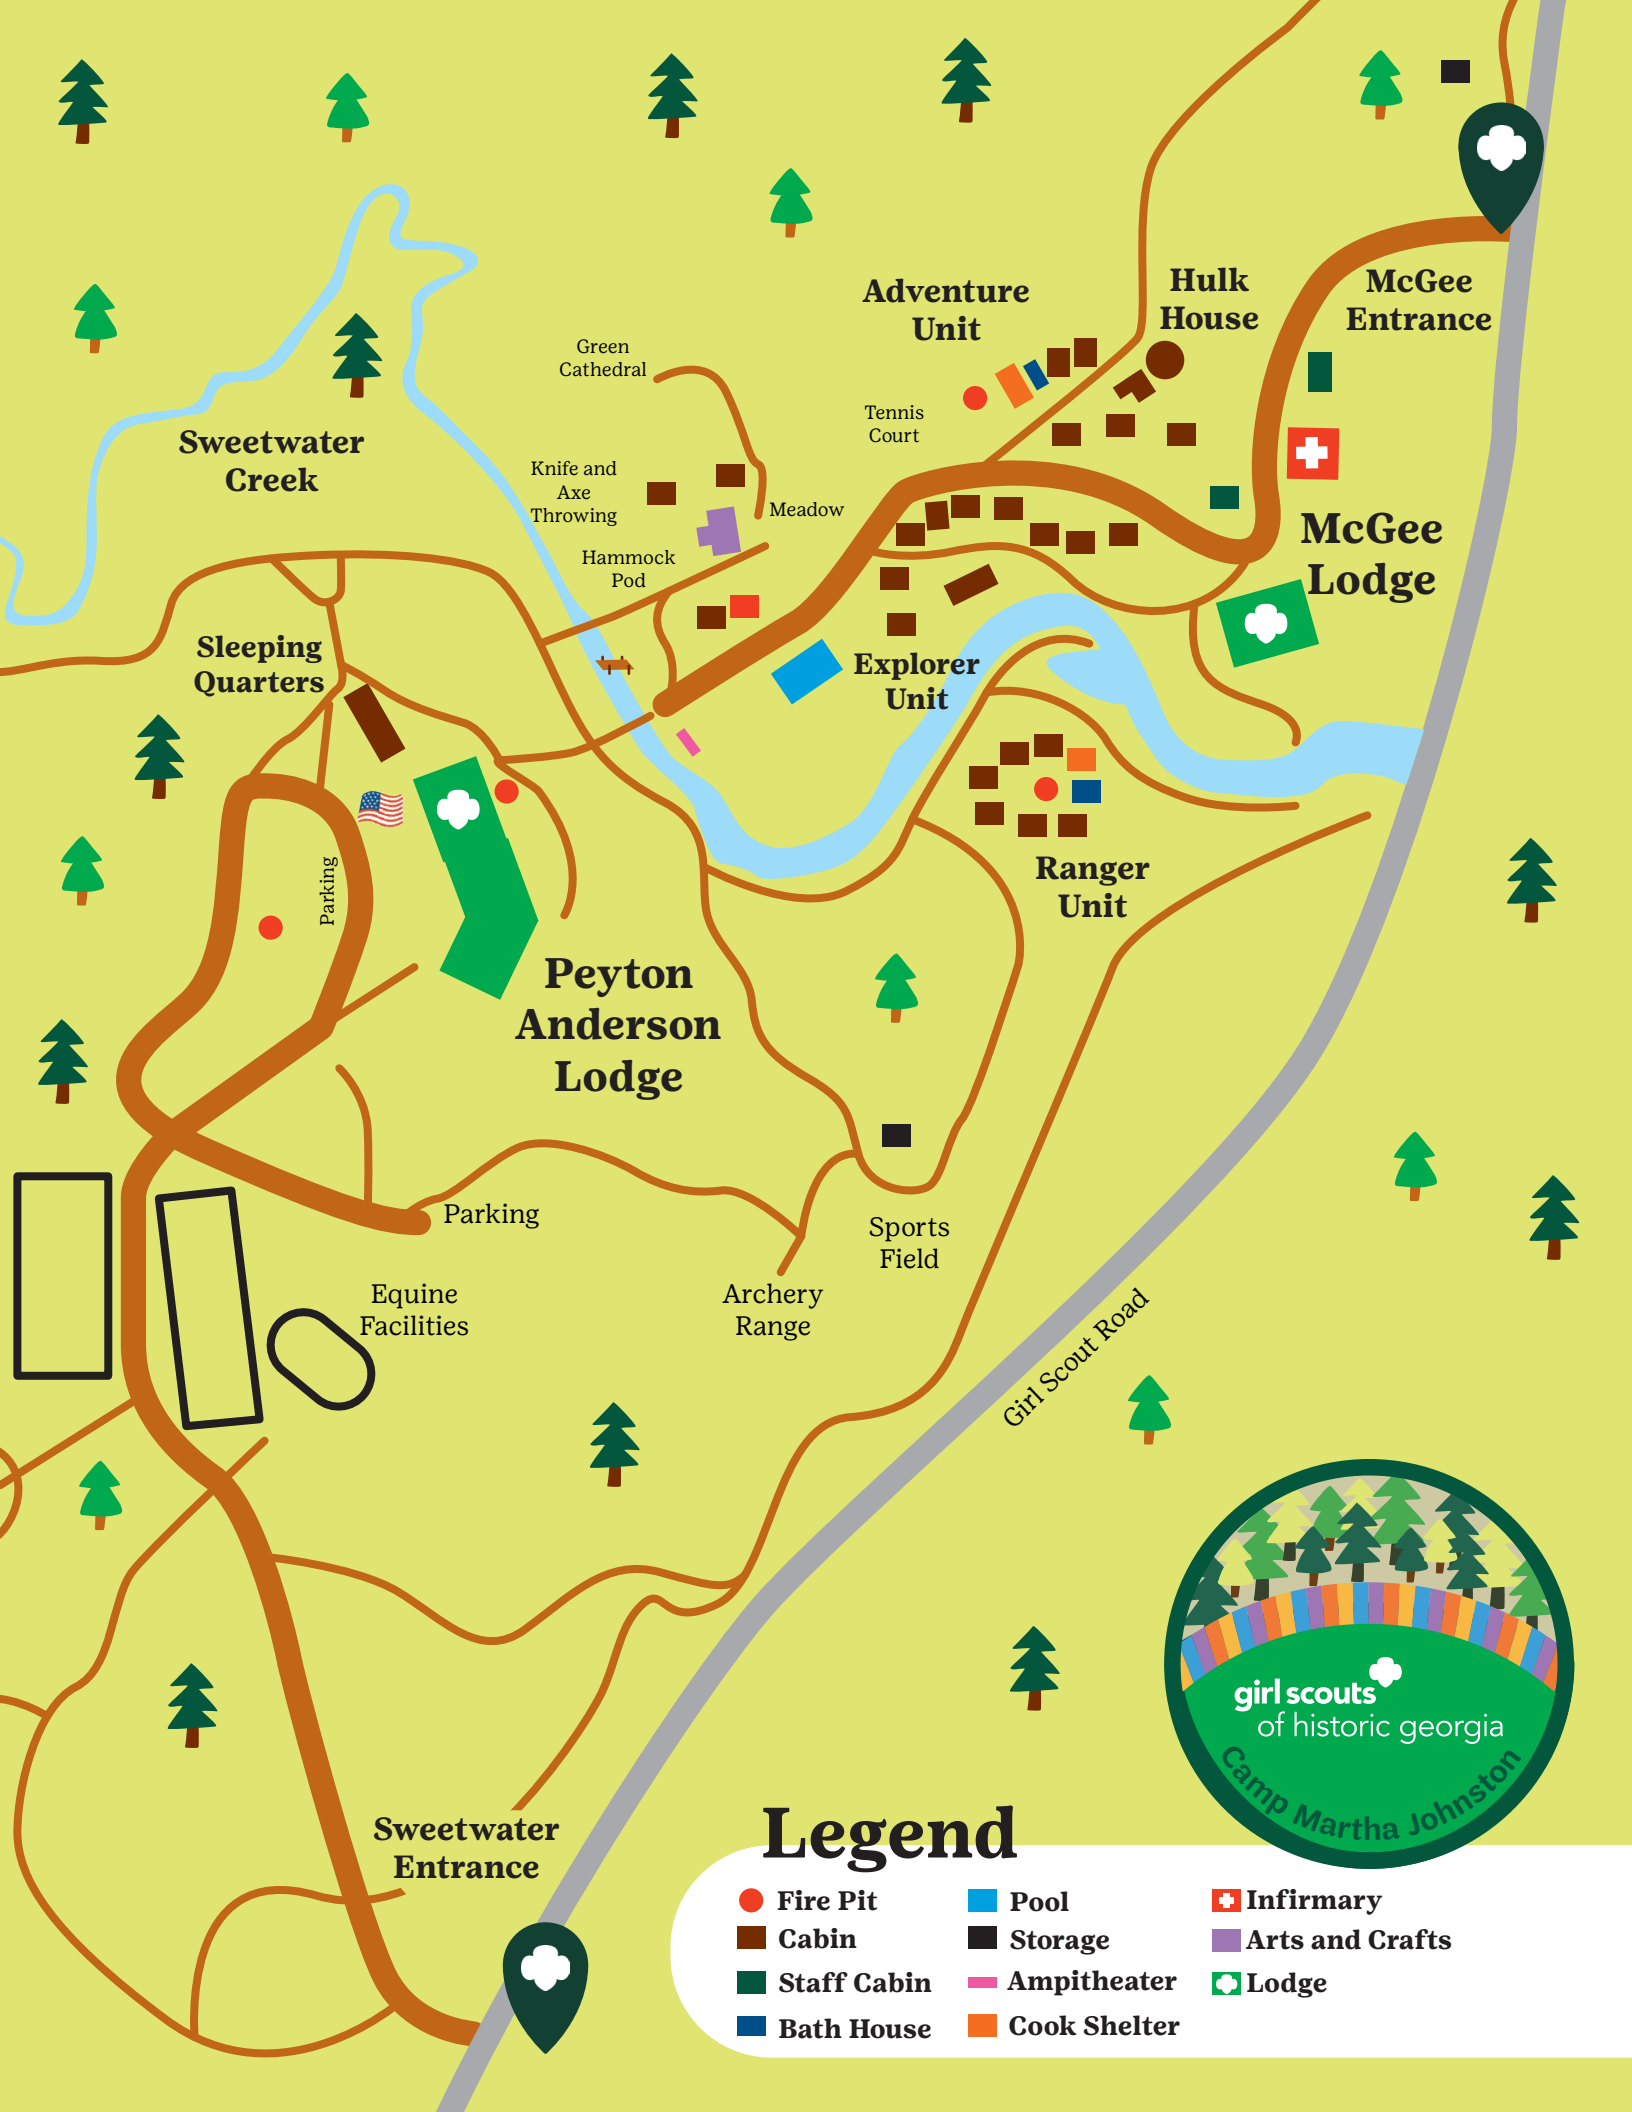 Adventure
Unit
Hulk
House
McGee
Entrance
Green
Cathedral
Tennis
Court
Sweetwater
Creek
Knife and
Axe
Throwing
Meadow
Hammock
Pod
McGee
Lodge
Sleeping
Quarters
Explorer
Unit
Parking
Ranger
Unit
Peyton
Anderson
Lodge
Parking
Sports
Field
Equine
Facilities
Archery
Range
Girl Scout Road
girl scouts
of historic georgia
Camp Martha Johnston
Sweetwater
Entrance
Legend
Fire Pit
Cabin
Staff Cabin
Bath House
Pool
Storage
Ampitheater
Cook Shelter
Infirmary
Arts and Crafts
Lodge